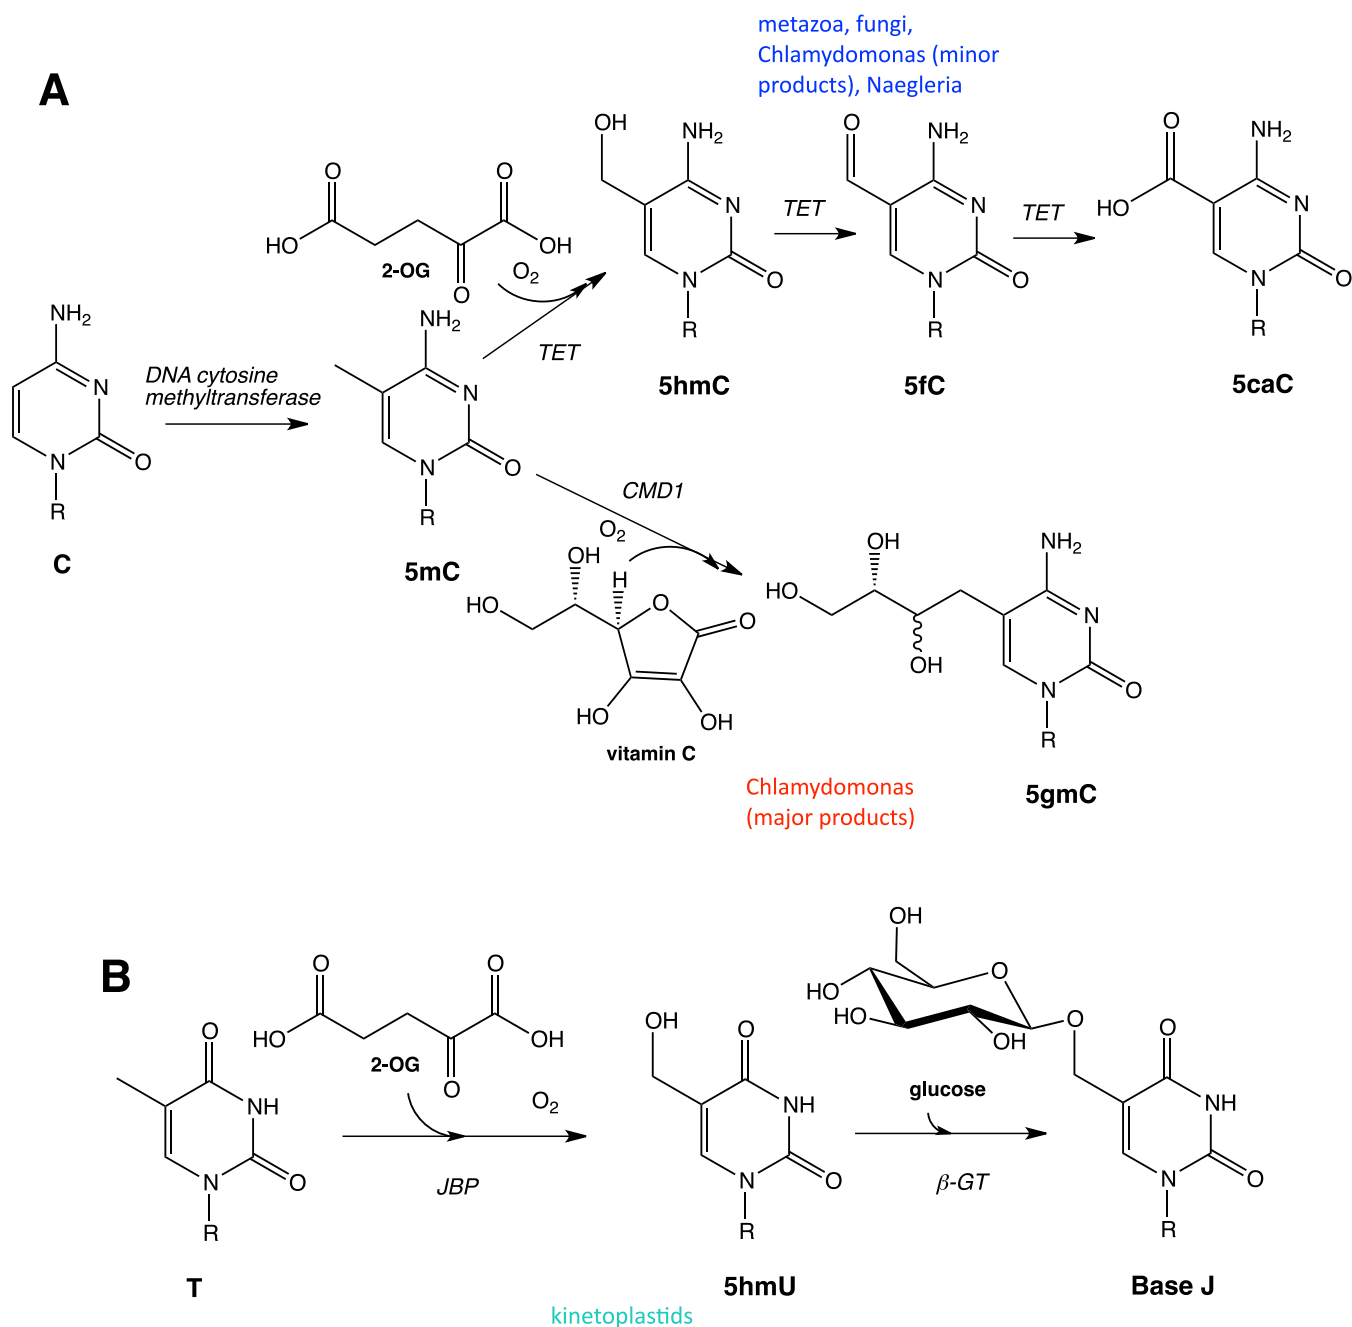 A
metazoa, fungi,
Chlamydomonas (minor
products), Naegleria
O
O
HO
OH
2-OG
O
O2
TET
OH
NH2
N
N
O
R
5hmC
TET
O
NH2
N
N
O
R
5fC
TET
O
HO
NH2
N
N
O
R
5caC
NH2
N
N
O
R
C
DNA cytosine
methyltransferase
NH2
N
N
O
R
5mC
CMD1
O2
OH
H
HO
O
O
HO
OH
vitamin C
OH
HO
OH
NH2
N
N
O
R
5gmC
Chlamydomonas
(major products)
B
O
O
HO
OH
2-OG
O
O2
JBP
O
NH
N
O
R
T
OH
O
NH
N
O
R
5hmU
kinetoplastids
glucose
β-GT
OH
HO
HO
OH
O
O
O
NH
N
O
R
Base J